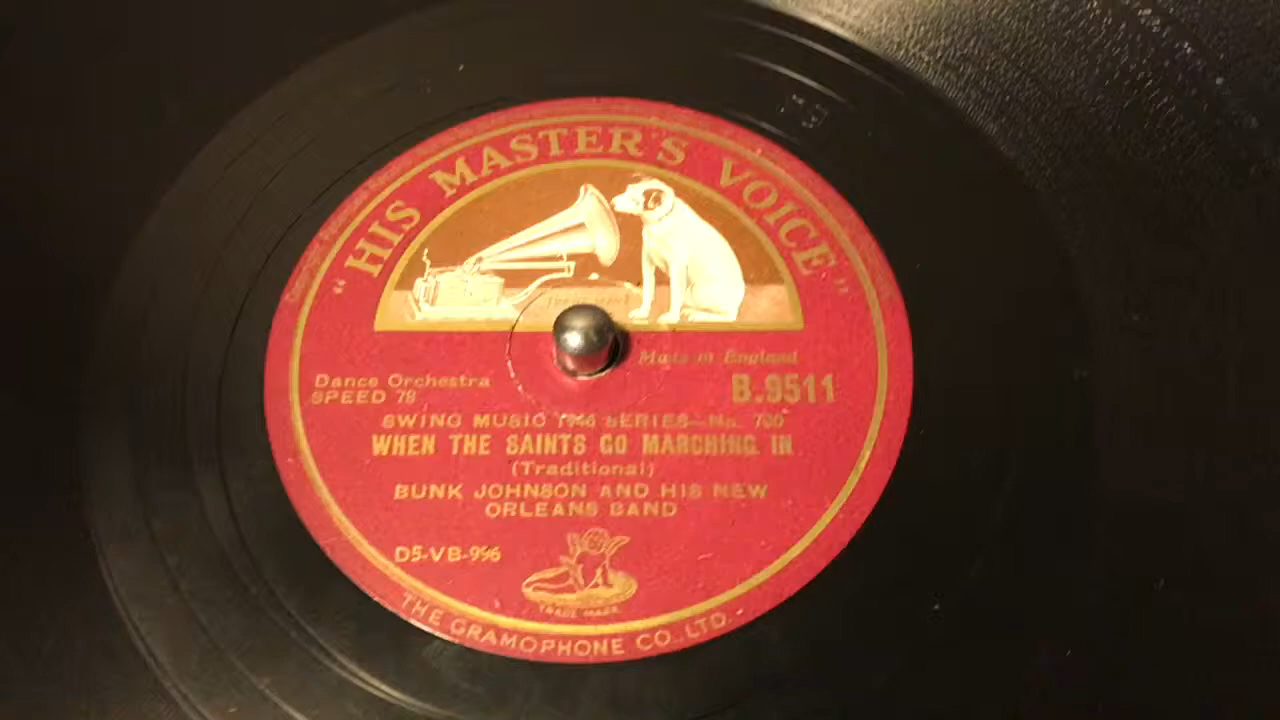 "HIS MASTER'S VOICE"
Made in England
Dance Orchestra
B.9511
SPEED 78
SWING MUSIC 1946 SERIES—No. 700
WHEN THE SAINTS GO MARCHING IN
(Traditional)
BUNK JOHNSON AND HIS NEW
ORLEANS BAND
D5-VB-996
TRADE MARK
THE GRAMOPHONE CO. LTD.